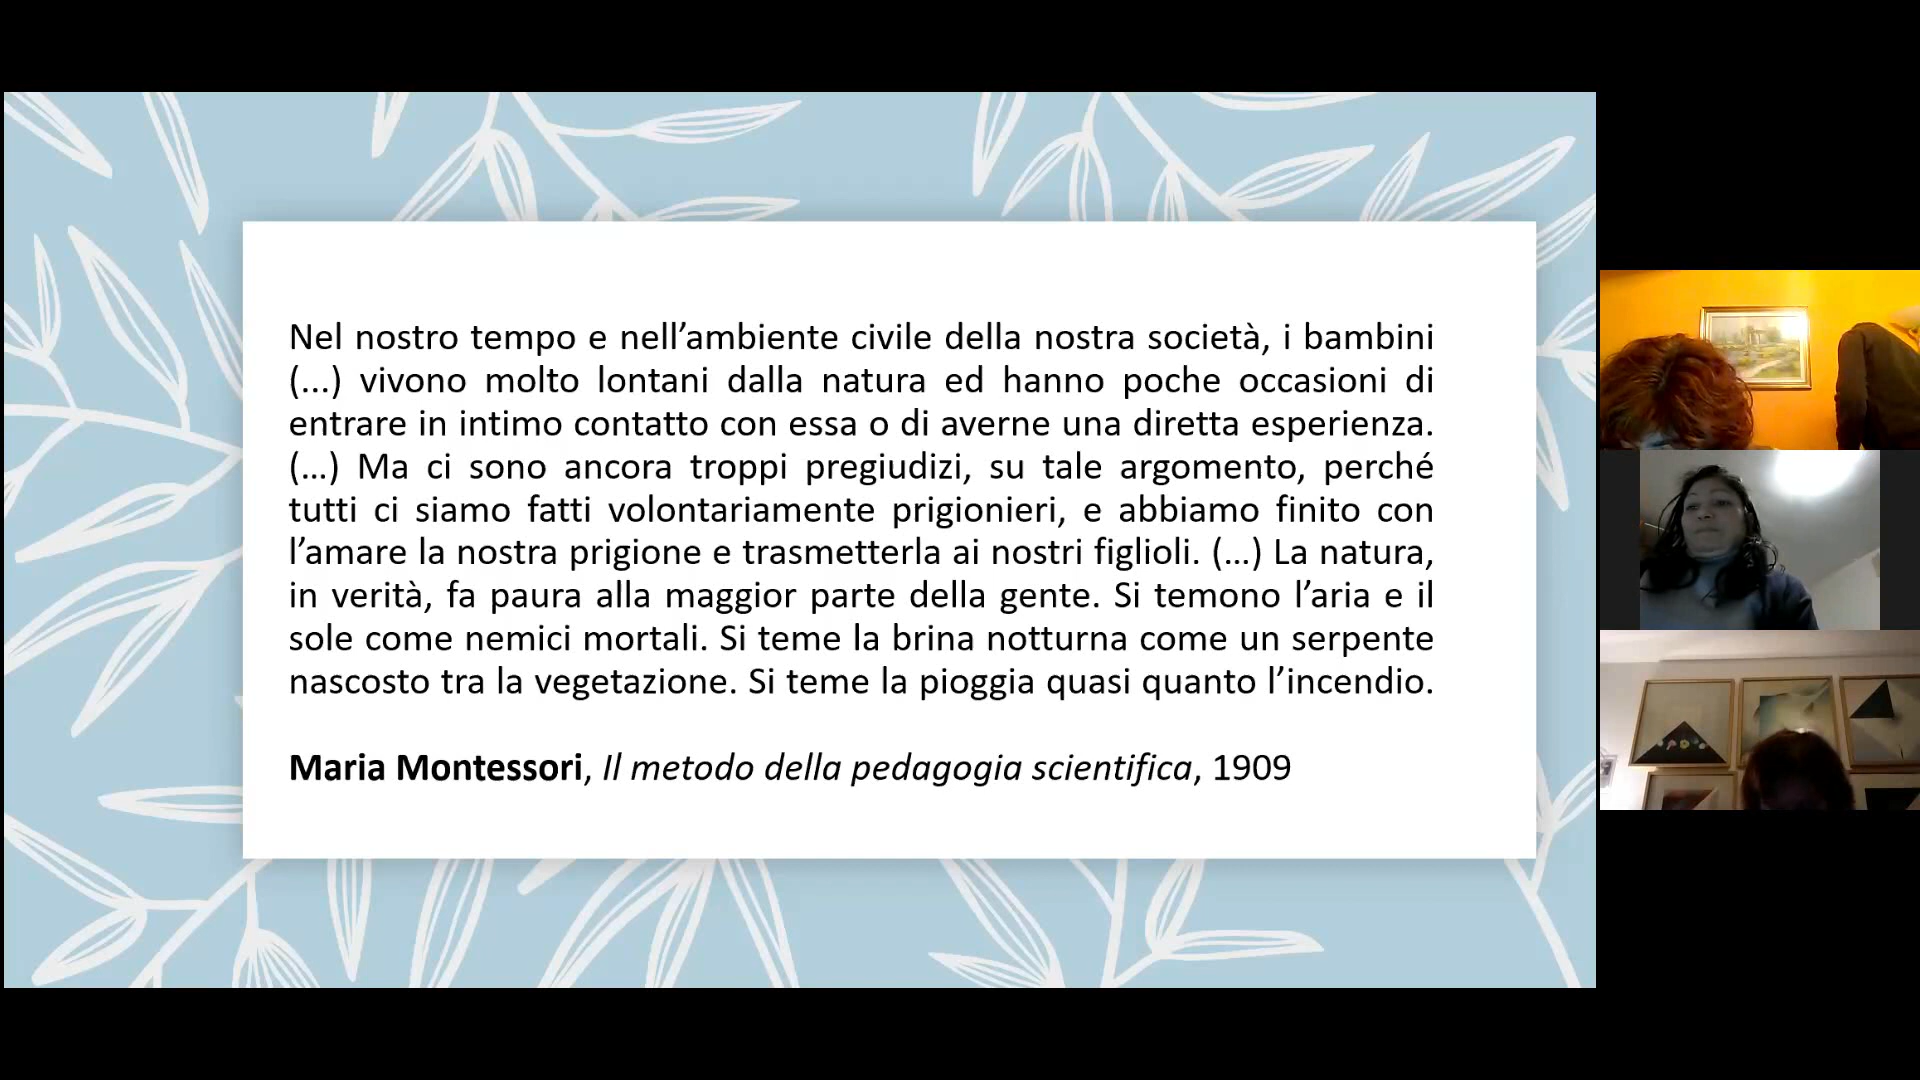 Nel nostro tempo e nell’ambiente civile della nostra società, i bambini
(...) vivono molto lontani dalla natura ed hanno poche occasioni di
entrare in intimo contatto con essa o di averne una diretta esperienza.
(...) Ma ci sono ancora troppi pregiudizi, su tale argomento, perché
tutti ci siamo fatti volontariamente prigionieri, e abbiamo finito con
l’amare la nostra prigione e trasmetterla ai nostri figlioli. (...) La natura,
in verità, fa paura alla maggior parte della gente. Si temono l’aria e il
sole come nemici mortali. Si teme la brina notturna come un serpente
nascosto tra la vegetazione. Si teme la pioggia quasi quanto l’incendio.
Maria Montessori, Il metodo della pedagogia scientifica, 1909